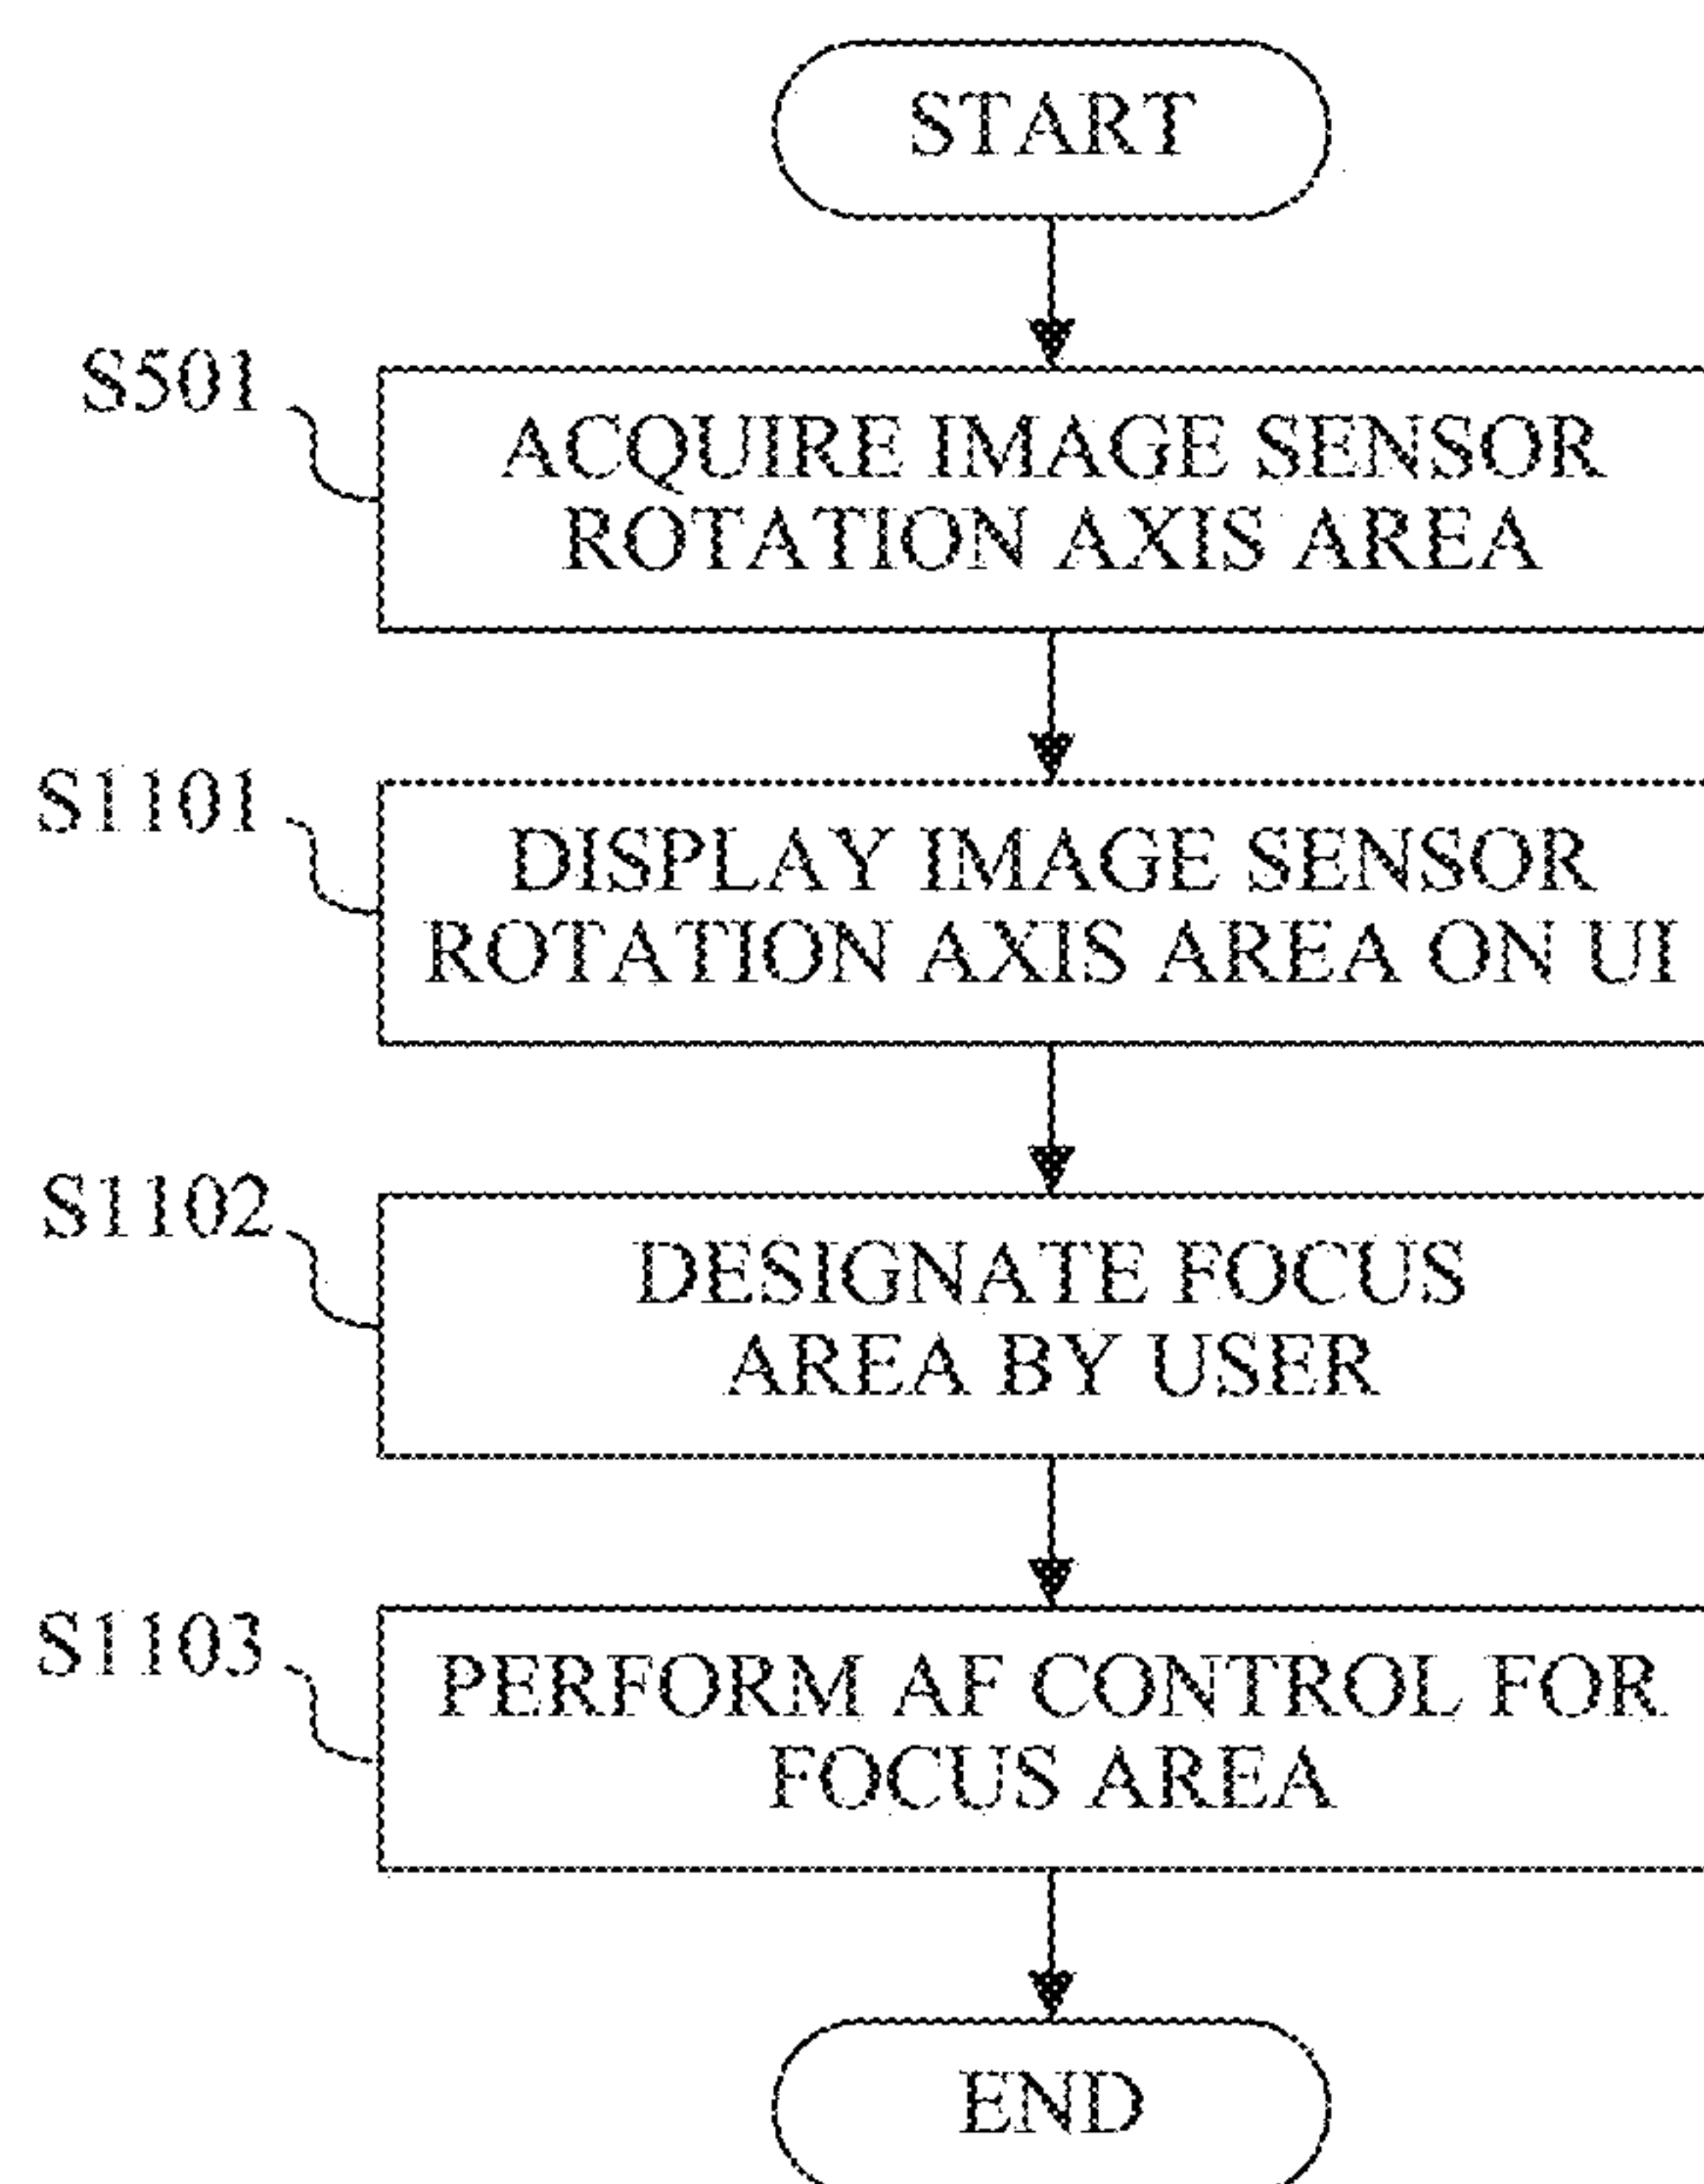 START
S501
ACQUIRE IMAGE SENSOR
ROTATION AXIS AREA
S1101
DISPLAY IMAGE SENSOR
ROTATION AXIS AREA ON UI
S1102
DESIGNATE FOCUS
AREA BY USER
S1103
PERFORM AF CONTROL FOR
FOCUS AREA
END